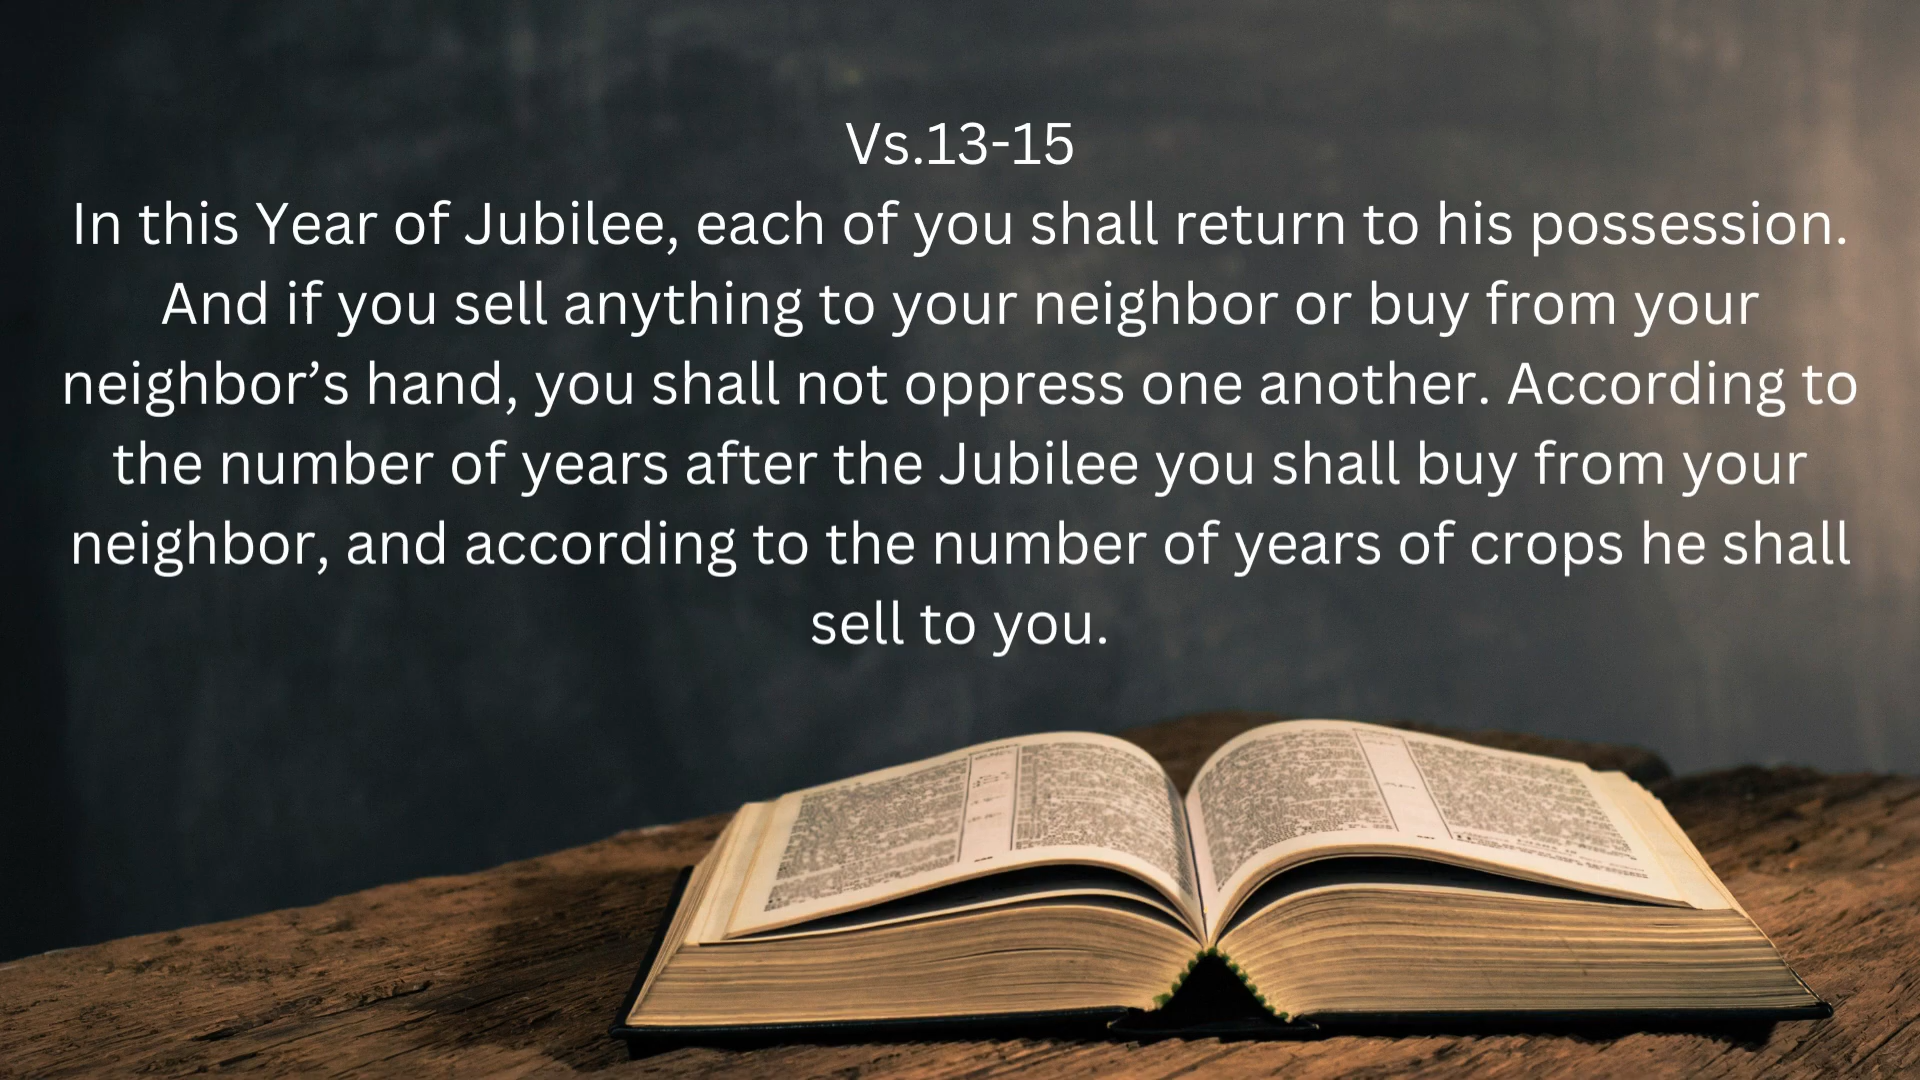 Vs.13-15
In this Year of Jubilee, each of you shall return to his possession.
And if you sell anything to your neighbor or buy from your
neighbor’s hand, you shall not oppress one another. According to
the number of years after the Jubilee you shall buy from your
neighbor, and according to the number of years of crops he shall
sell to you.